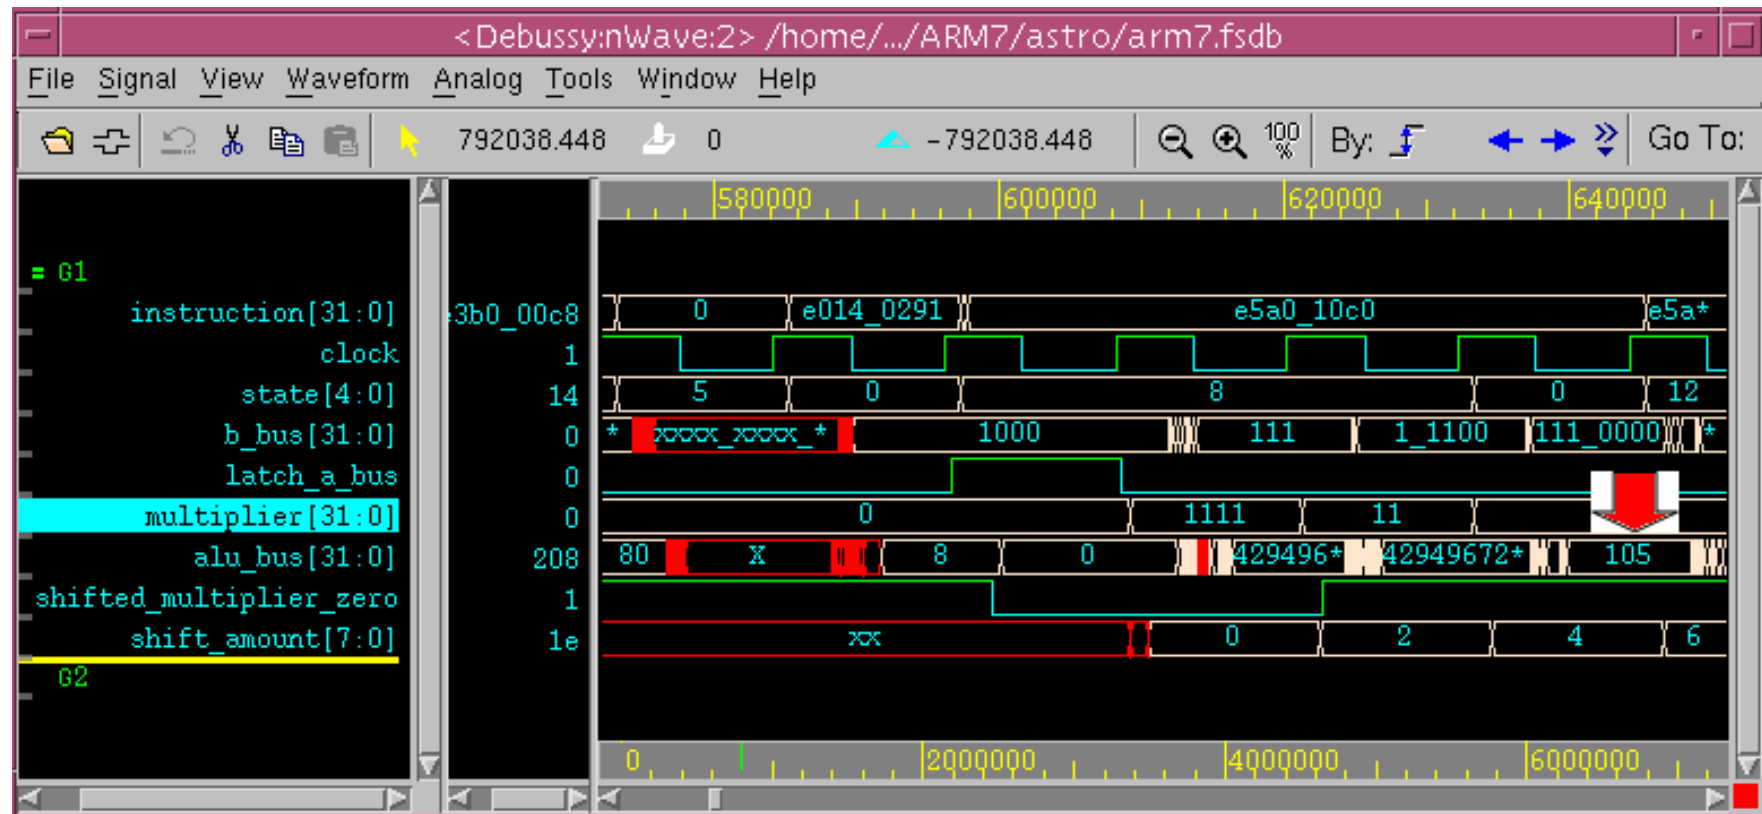 <Debussy:nWave:2> /home/.../ARM7/astro/arm7.fsdb
File Signal View Waveform Analog Tools Window Help
792038.448 0 -792038.448 100 % By: Go To:
580000 600000 620000 640000
= G1
instruction[31:0] 3b0_00c8 0 e014_0291 e5a0_10c0 e5a*
clock 1
state[4:0] 14 5 0 8 0 12
b_bus[31:0] 0 * xxxxx_xxxxx_* 1000 111 1_1100 111_0000 *
latch_a_bus 0
multiplier[31:0] 0 0 1111 11
alu_bus[31:0] 208 80 X 8 0 429496* 42949672* 105
shifted_multiplier_zero 1
shift_amount[7:0] 1e xx 0 2 4 6
G2
0 2000000 4000000 6000000